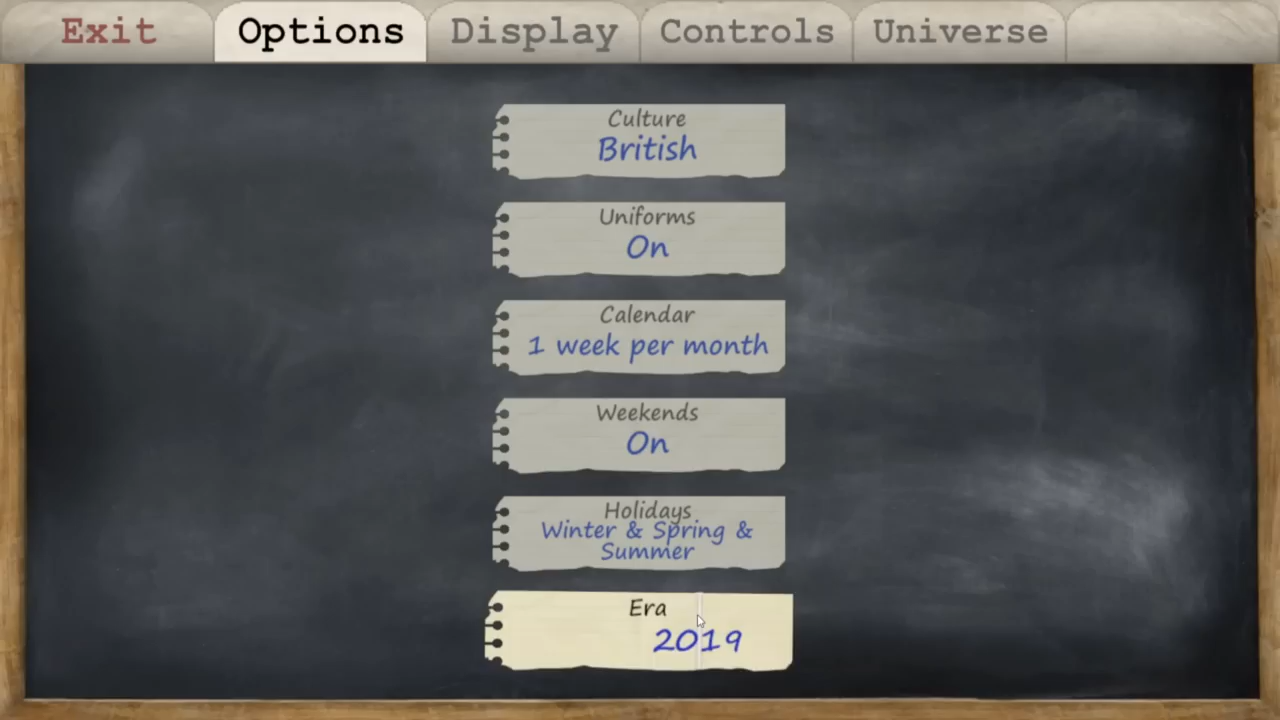 Exit Options Display Controls Universe
Culture
British
Uniforms
On
Calendar
1 week per month
Weekends
On
Holidays
Winter & Spring &
Summer
Era
2019